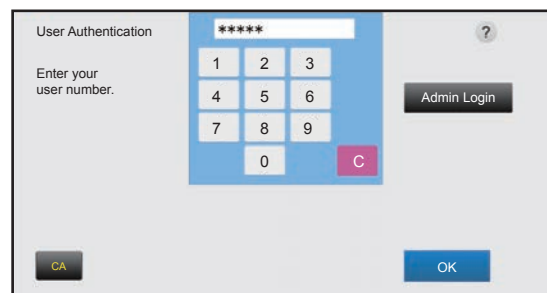 User Authentication
*****
?
Enter your
user number.
1 2 3
4 5 6
Admin Login
7 8 9
0 C
CA
OK